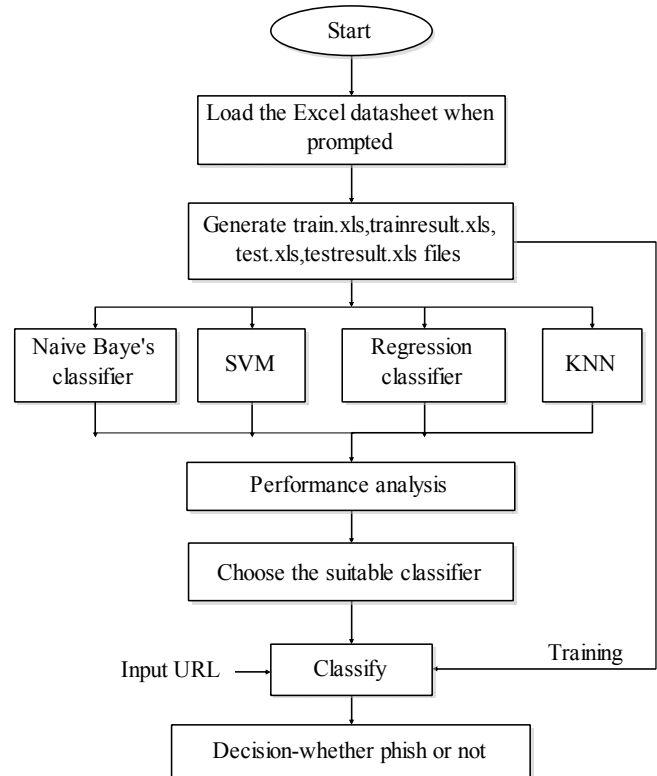 Start
Load the Excel datasheet when
prompted
Generate train.xls,trainresult.xls,
test.xls,testresult.xls files
Naive Baye's
classifier
SVM
Regression
classifier
KNN
Performance analysis
Choose the suitable classifier
Input URL
Classify
Training
Decision-whether phish or not